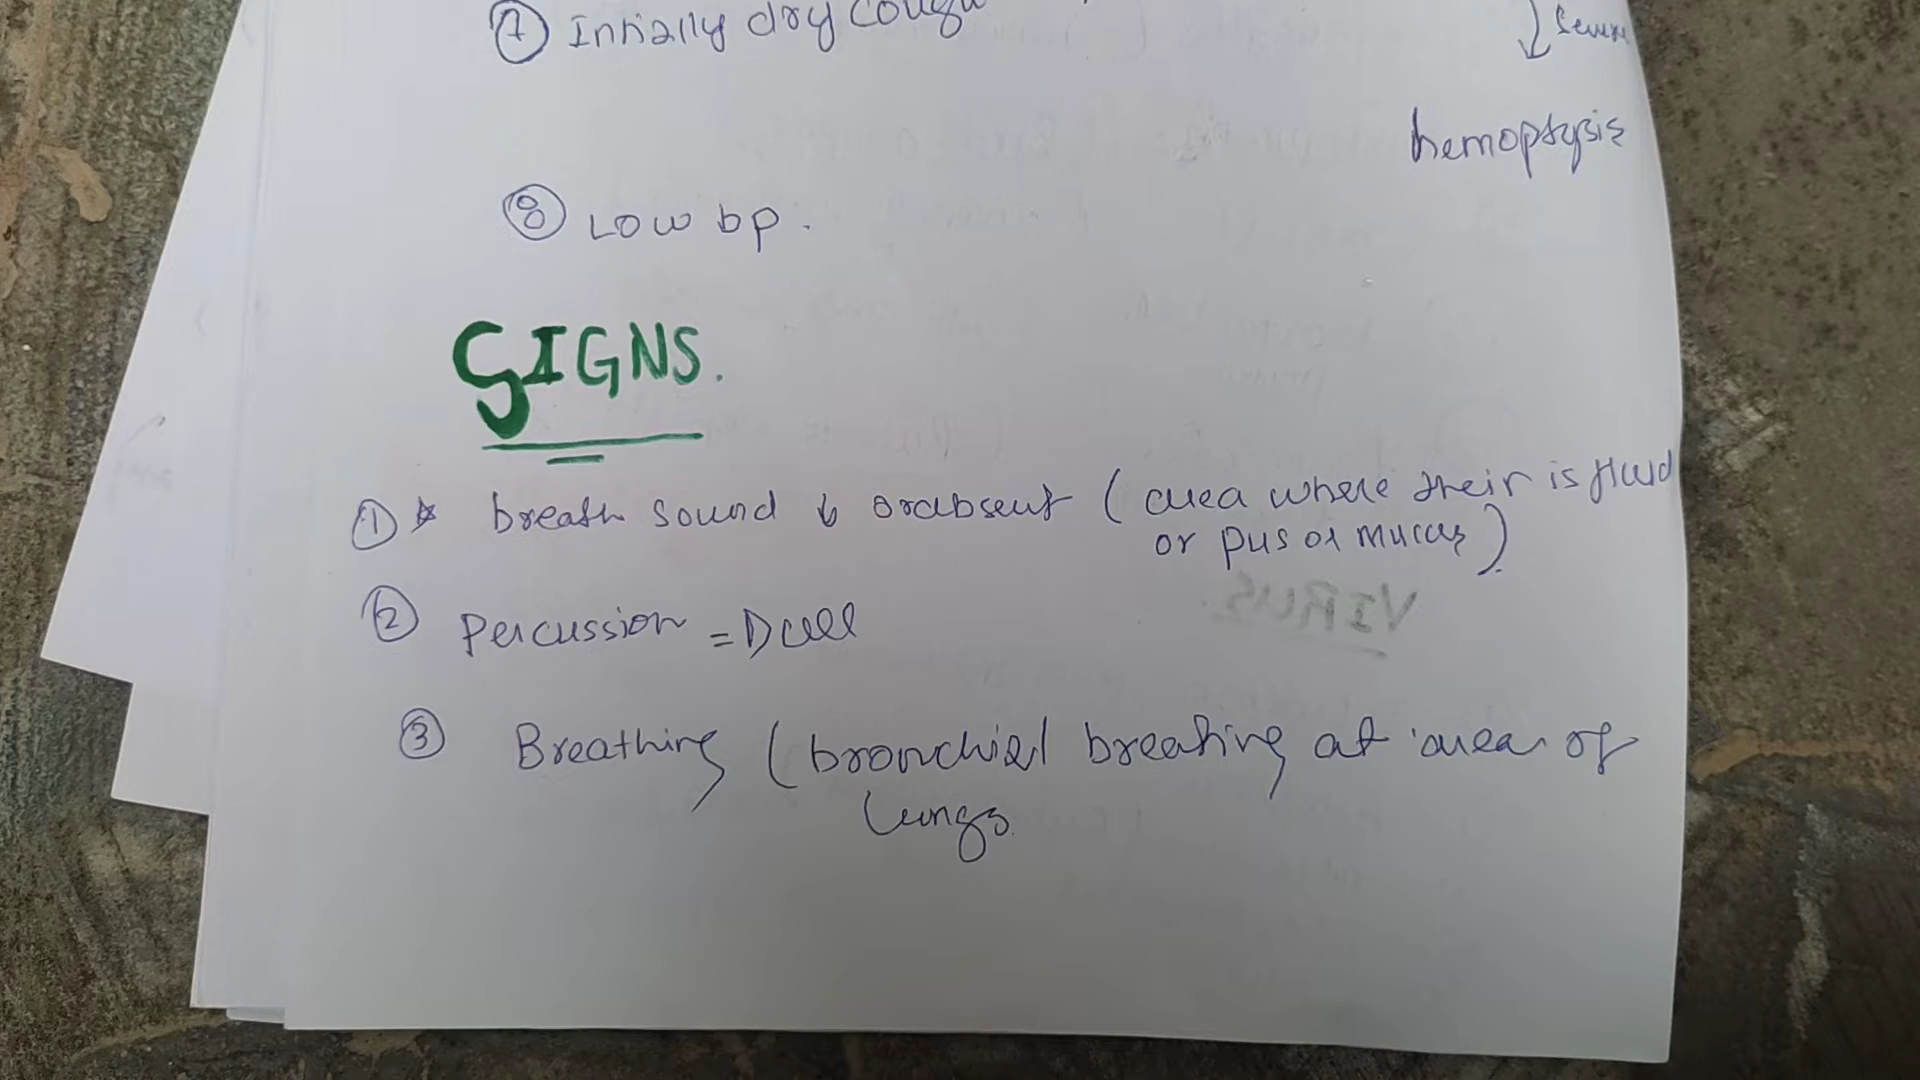 7 Initially dry cough
↓ severe
hemoptysis
8 Low bp.
SIGNS.
1 * breath sound ↓ or absent (area where their is fluid
or pus or mucus)
VIRUS.
2 Percussion = Dull
3 Breathing (bronchial breating at area of
lungs